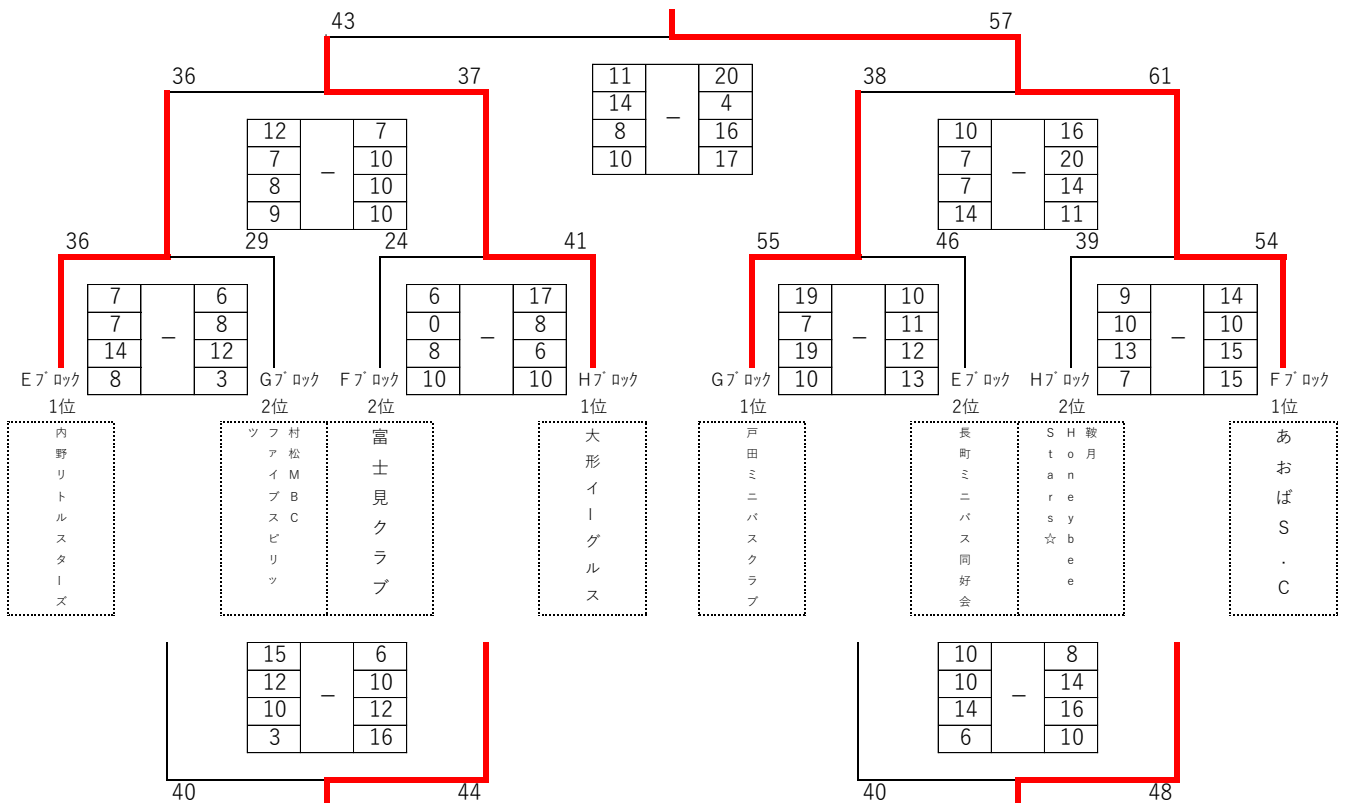 43 57
36 37 38 61
11 － 20
14 4
8 16
10 17
12 － 7
7 10
8 10
9 10
10 － 16
7 20
7 14
14 11
36 29 24 41 55 46 39 54
7 － 6
7 8
14 12
8 3
6 － 17
0 8
8 6
10 10
19 － 10
7 11
19 12
10 13
9 － 14
10 10
13 15
7 15
Eﾌﾞﾛｯｸ Gﾌﾞﾛｯｸ Fﾌﾞﾛｯｸ Hﾌﾞﾛｯｸ Gﾌﾞﾛｯｸ Eﾌﾞﾛｯｸ Hﾌﾞﾛｯｸ Fﾌﾞﾛｯｸ
1位 2位 2位 1位 1位 2位 2位 1位
内野リトルスターズ
村松MBC
ファイブスピリッ
ツ
富士見クラブ
大形イーグルス
戸田ミニバスクラブ
長町ミニバス同好会
鞍月
Honeybee
Stars☆
あおばS.C
15 － 6
12 10
10 12
3 16
10 － 8
10 14
14 16
6 10
40 44 40 48